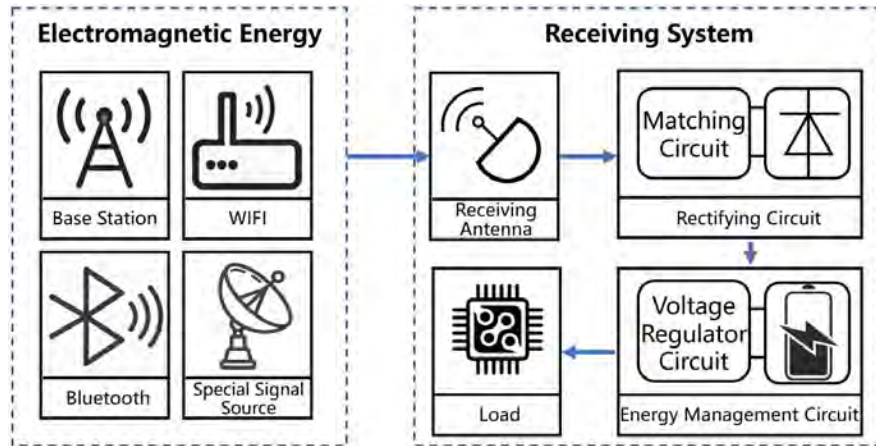 Electromagnetic Energy
Base Station
WIFI
Bluetooth
Special Signal
Source
Receiving System
Receiving
Antenna
Matching
Circuit
Rectifying Circuit
Voltage
Regulator
Circuit
Energy Management Circuit
Load